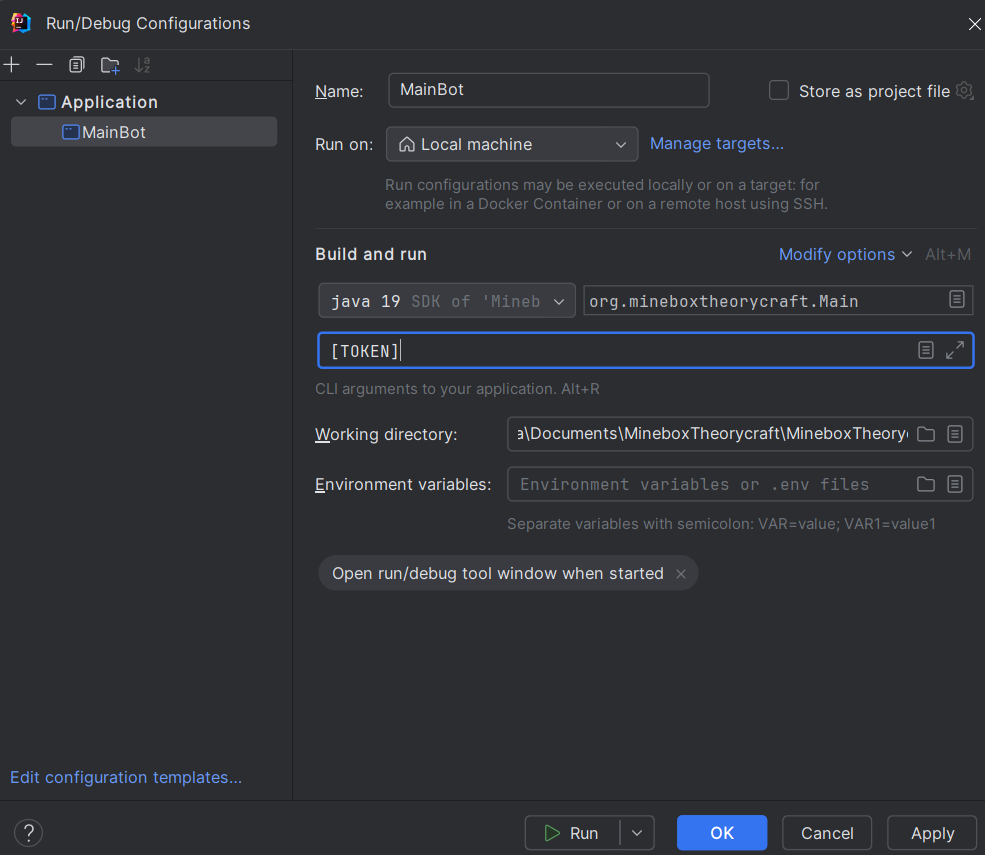 Run/Debug Configurations
Application
MainBot
Name:
MainBot
Store as project file
Run on:
Local machine
Manage targets...
Run configurations may be executed locally or on a target: for
example in a Docker Container or on a remote host using SSH.
Build and run
Modify options
Alt+M
java 19 SDK of 'Mineb
org.mineboxtheorycraft.Main
[TOKEN]
CLI arguments to your application. Alt+R
Working directory:
a\Documents\MineboxTheorycraft\MineboxTheory
Environment variables:
Environment variables or .env files
Separate variables with semicolon: VAR=value; VAR1=value1
Open run/debug tool window when started
Edit configuration templates...
?
Run
OK
Cancel
Apply